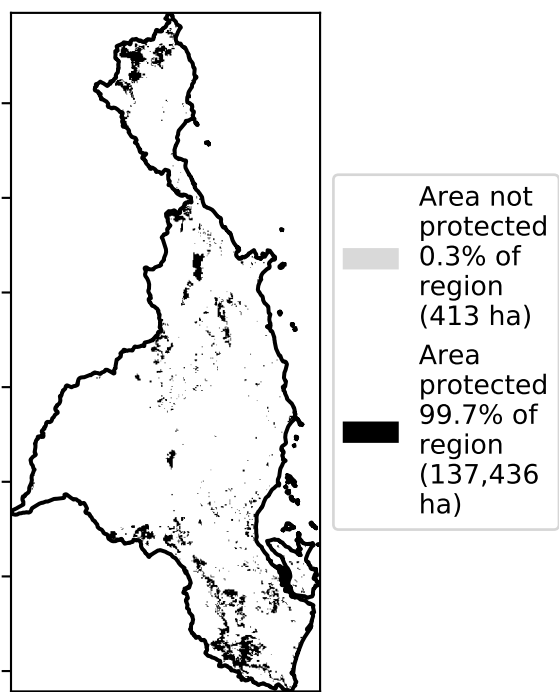 Area not
protected
0.3% of
region
(413 ha)
Area
protected
99.7% of
region
(137,436
ha)